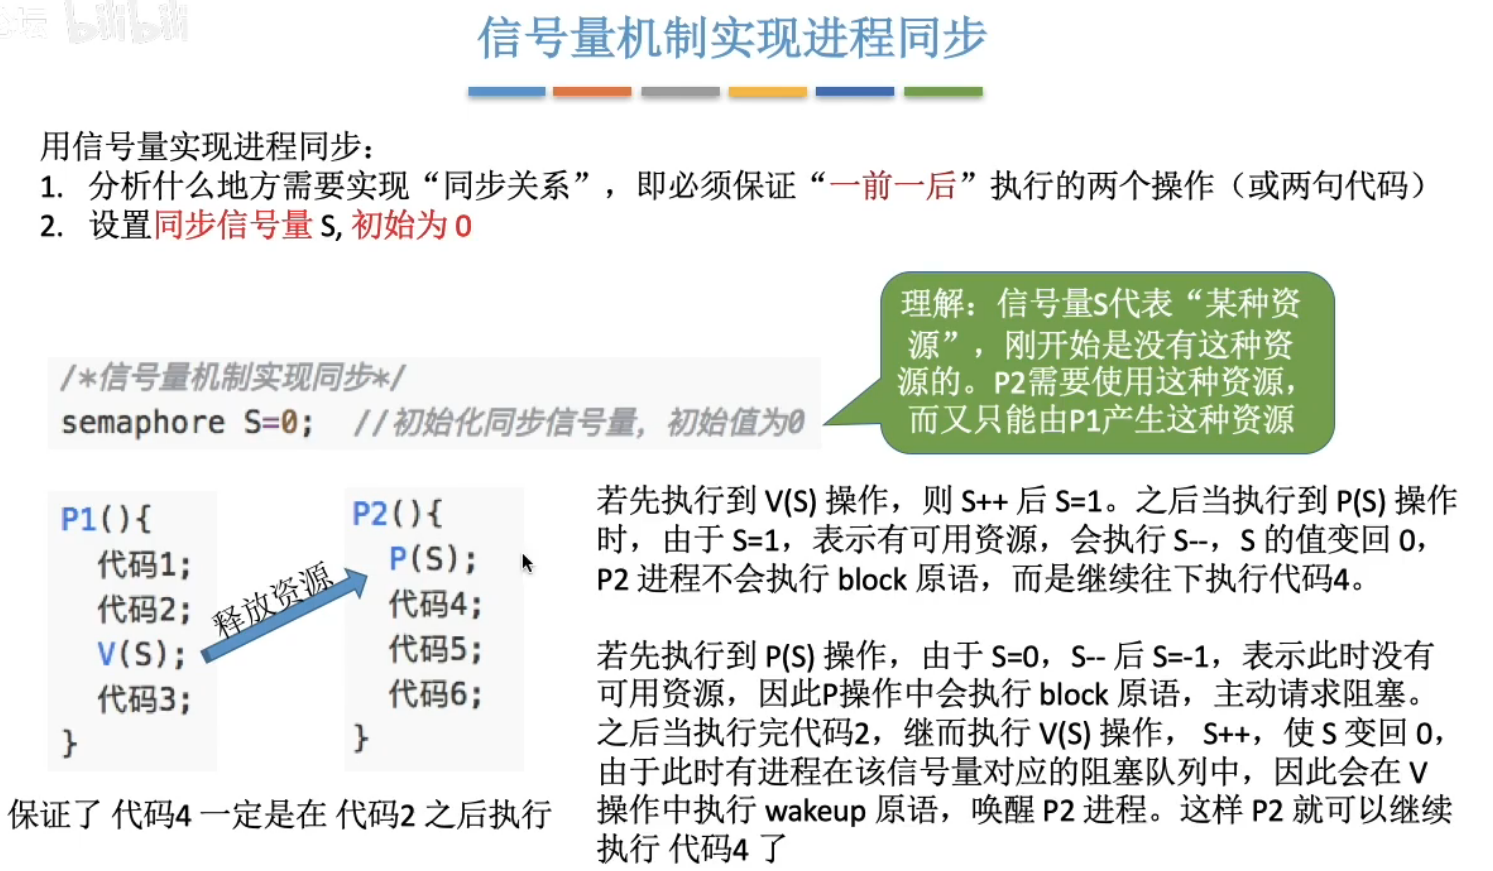 坛 bilibili
信号量机制实现进程同步
用信号量实现进程同步：
1. 分析什么地方需要实现“同步关系”，即必须保证“一前一后”执行的两个操作（或两句代码）
2. 设置同步信号量 S, 初始为 0
理解：信号量S代表“某种资
源”，刚开始是没有这种资
源的。P2需要使用这种资源，
而又只能由P1产生这种资源
/*信号量机制实现同步*/
semaphore S=0; //初始化同步信号量，初始值为0
P1(){
代码1;
代码2;
V(S);
代码3;
}
释放资源
P2(){
P(S);
代码4;
代码5;
代码6;
}
保证了 代码4 一定是在 代码2 之后执行
若先执行到 V(S) 操作，则 S++ 后 S=1。之后当执行到 P(S) 操作
时，由于 S=1，表示有可用资源，会执行 S--，S 的值变回 0，
P2 进程不会执行 block 原语，而是继续往下执行代码4。
若先执行到 P(S) 操作，由于 S=0，S-- 后 S=-1，表示此时没有
可用资源，因此P操作中会执行 block 原语，主动请求阻塞。
之后当执行完代码2，继而执行 V(S) 操作， S++，使 S 变回 0，
由于此时有进程在该信号量对应的阻塞队列中，因此会在 V
操作中执行 wakeup 原语，唤醒 P2 进程。这样 P2 就可以继续
执行 代码4 了